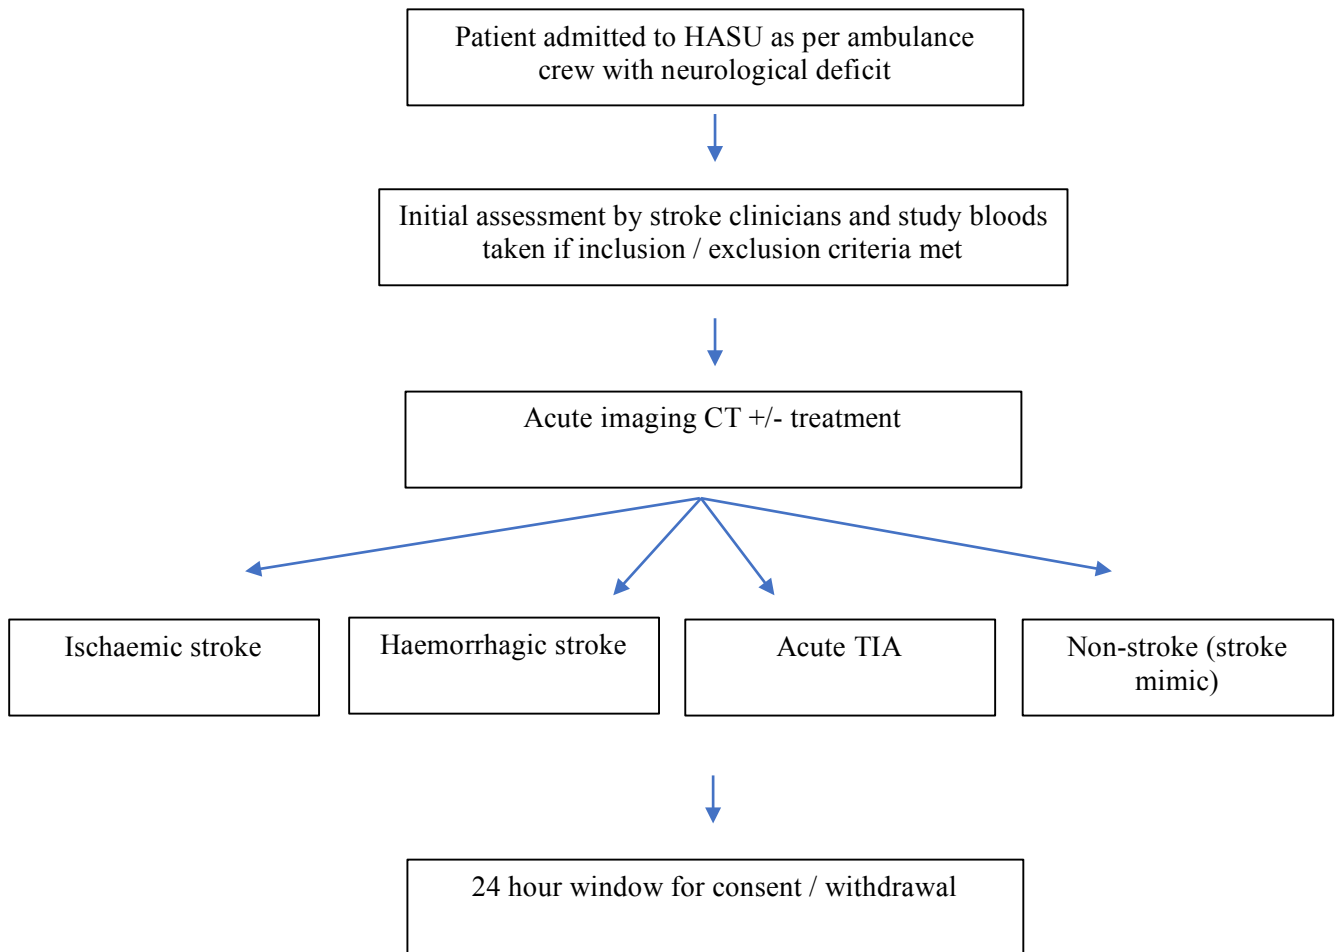 Patient admitted to HASU as per ambulance
crew with neurological deficit
Initial assessment by stroke clinicians and study bloods
taken if inclusion / exclusion criteria met
Acute imaging CT +/- treatment
Ischaemic stroke
Haemorrhagic stroke
Acute TIA
Non-stroke (stroke
mimic)
24 hour window for consent / withdrawal